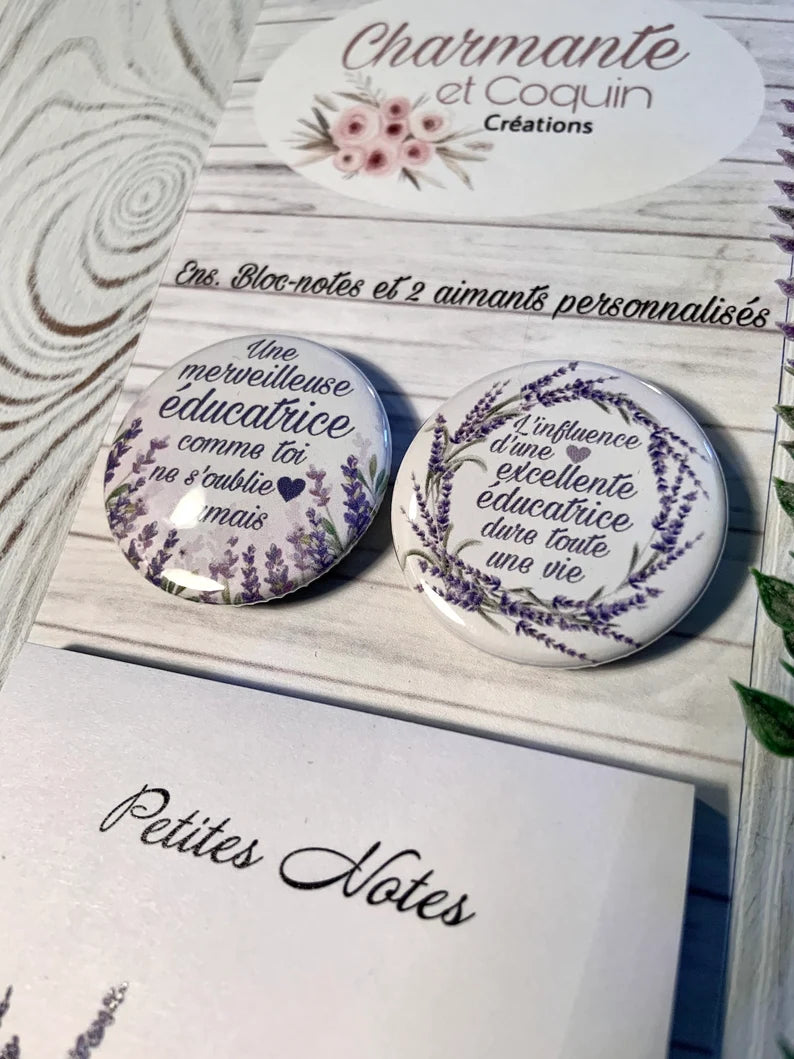 Charmante
et Coquin
Créations
Ens. Bloc-notes et 2 aimants personnalisés
Une
merveilleuse
éducatrice
comme toi
ne s'oublie
amais
L'influence
d'une
excellente
éducatrice
dure toute
une vie
Petites Notes